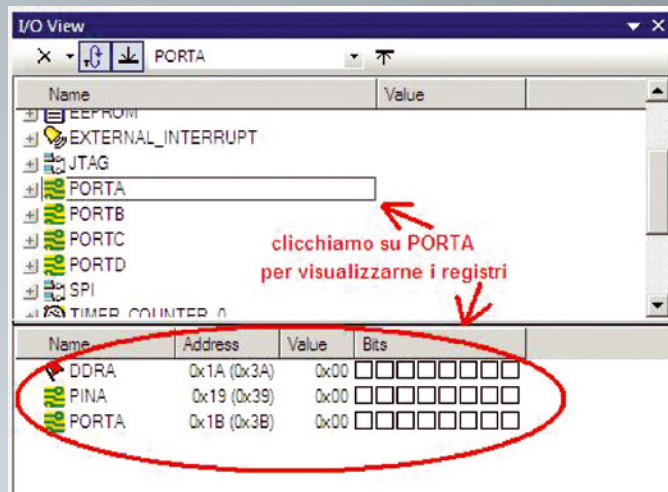 I/O View
PORTA
Name Value
EEPROM
EXTERNAL_INTERRUPT
JTAG
PORTA
PORTB
PORTC
PORTD
SPI
TIMER_COUNTER_0
clicchiamo su PORTA
per visualizzarne i registri
Name Address Value Bits
DDRA 0x1A (0x3A) 0x00
PINA 0x19 (0x39) 0x00
PORTA 0x1B (0x3B) 0x00